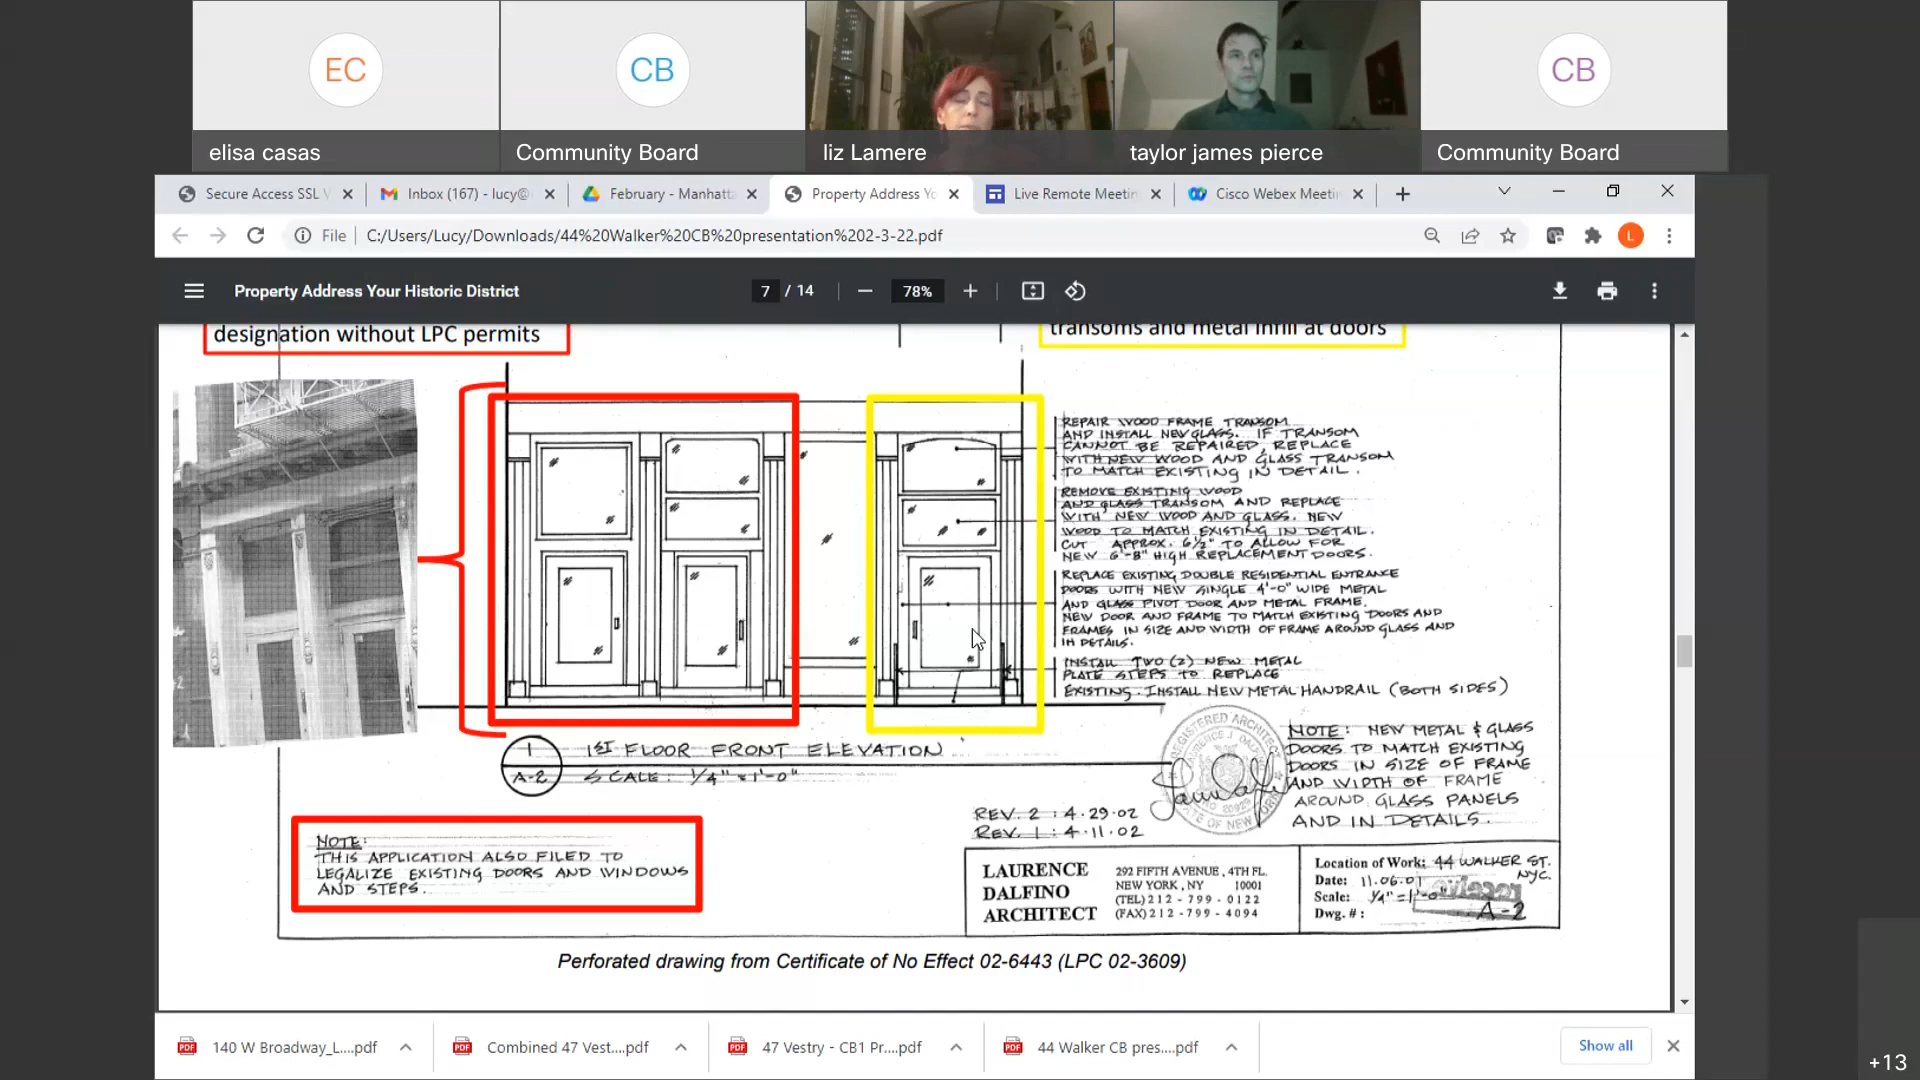 EC
CB
CB
elisa casas
Community Board
liz Lamere
taylor james pierce
Community Board
Secure Access SSL V
Inbox (167) - lucy@
February - Manhatta
Property Address Yo
Live Remote Meetin
Cisco Webex Meetin
File
C:/Users/Lucy/Downloads/44%20Walker%20CB%20presentation%202-3-22.pdf
L
Property Address Your Historic District
7 / 14
78%
designation without LPC permits
transoms and metal infill at doors
REPAIR WOOD FRAME TRANSOM
AND INSTALL NEW GLASS. IF TRANSOM
CANNOT BE REPAIRED, REPLACE
WITH NEW WOOD AND GLASS TRANSOM
TO MATCH EXISTING IN DETAIL.
REMOVE EXISTING WOOD
AND GLASS TRANSOM AND REPLACE
WITH NEW WOOD AND GLASS. NEW
WOOD TO MATCH EXISTING IN DETAIL.
CUT APPROX. 6½" TO ALLOW FOR
NEW 6'-8" HIGH REPLACEMENT DOORS.
REPLACE EXISTING DOUBLE RESIDENTIAL ENTRANCE
DOORS WITH NEW SINGLE 4'-0" WIDE METAL
AND GLASS PIVOT DOOR AND METAL FRAME.
NEW DOOR AND FRAME TO MATCH EXISTING DOORS AND
FRAMES IN SIZE AND WIDTH OF FRAME AROUND GLASS AND
IN DETAILS.
INSTALL TWO (2) NEW METAL
PLATE STEPS TO REPLACE
EXISTING. INSTALL NEW METAL HANDRAIL (BOTH SIDES)
1 1ST FLOOR FRONT ELEVATION
A-2 SCALE: 1/4" = 1'-0"
REGISTERED ARCHITECT
STATE OF NEW YORK
NOTE: NEW METAL & GLASS
DOORS TO MATCH EXISTING
DOORS IN SIZE OF FRAME
AND WIDTH OF FRAME
AROUND GLASS PANELS
AND IN DETAILS.
REV. 2 : 4.29.02
REV. 1 : 4.11.02
NOTE:
THIS APPLICATION ALSO FILED TO
LEGALIZE EXISTING DOORS AND WINDOWS
AND STEPS.
LAURENCE
DALFINO
ARCHITECT
292 FIFTH AVENUE, 4TH FL.
NEW YORK, NY 10001
(TEL) 212 - 799 - 0122
(FAX) 212 - 799 - 4094
Location of Work: 44 WALKER ST.
NYC.
Date: 11.06.01
Scale: 1/4" = 1'-0"
Dwg. #: A-2
Perforated drawing from Certificate of No Effect 02-6443 (LPC 02-3609)
140 W Broadway_L....pdf
Combined 47 Vest....pdf
47 Vestry - CB1 Pr....pdf
44 Walker CB pres....pdf
Show all
+13